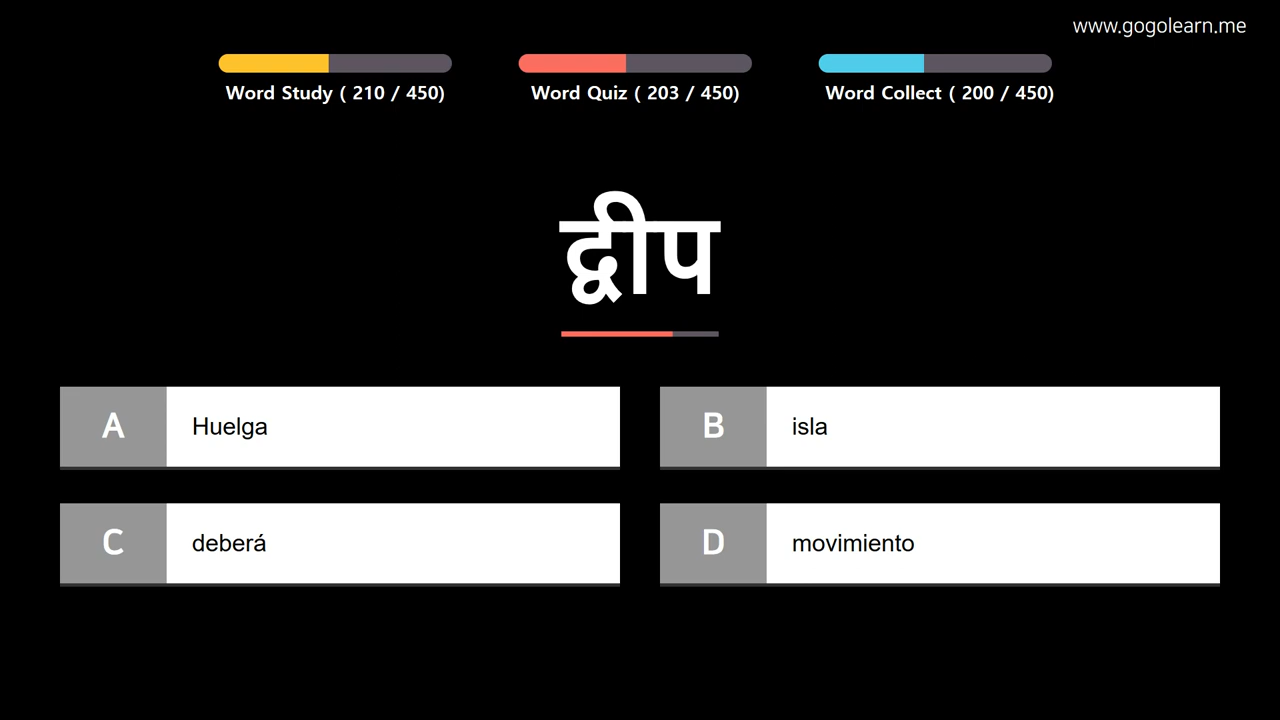 www.gogolearn.me
Word Study ( 210 / 450)
Word Quiz ( 203 / 450)
Word Collect ( 200 / 450)
द्वीप
A Huelga
B isla
C deberá
D movimiento